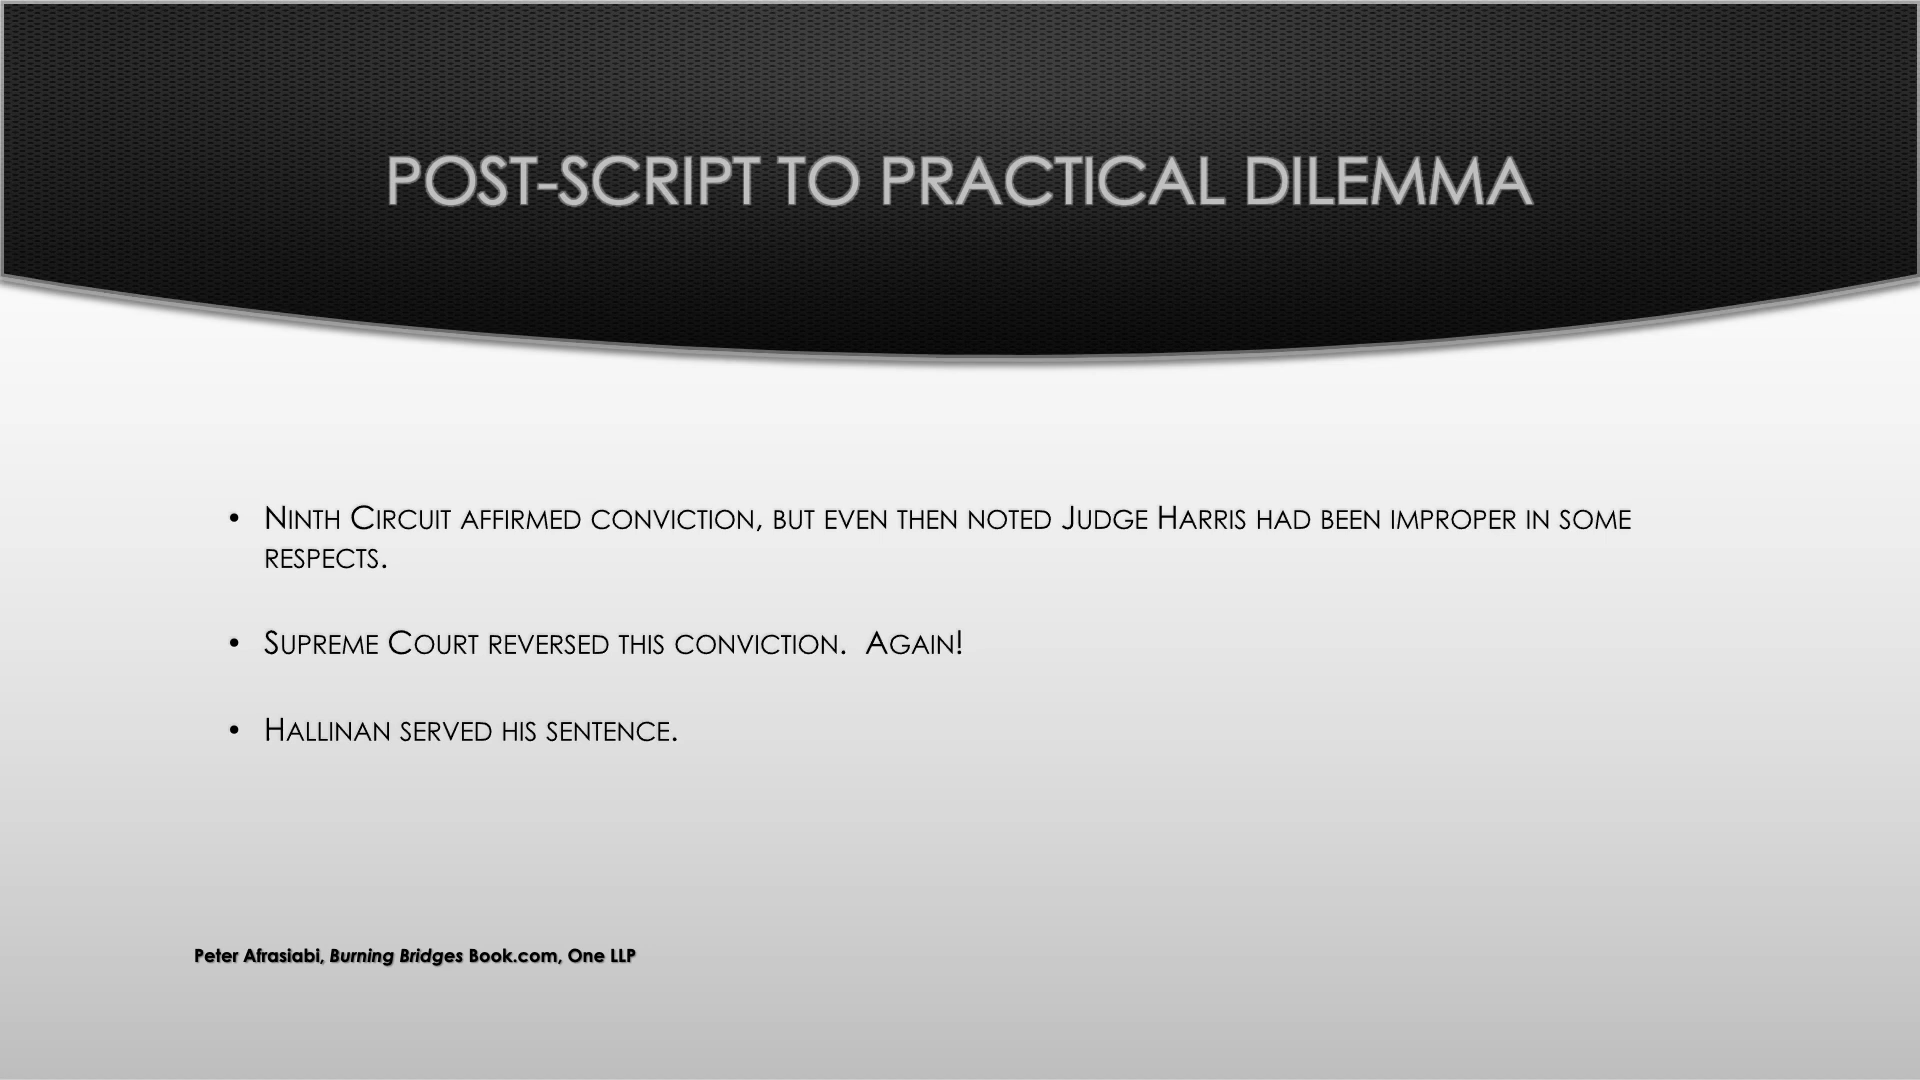 POST-SCRIPT TO PRACTICAL DILEMMA
• Ninth Circuit affirmed conviction, but even then noted Judge Harris had been improper in some
respects.
• Supreme Court reversed this conviction.  Again!
• Hallinan served his sentence.
Peter Afrasiabi, Burning Bridges Book.com, One LLP